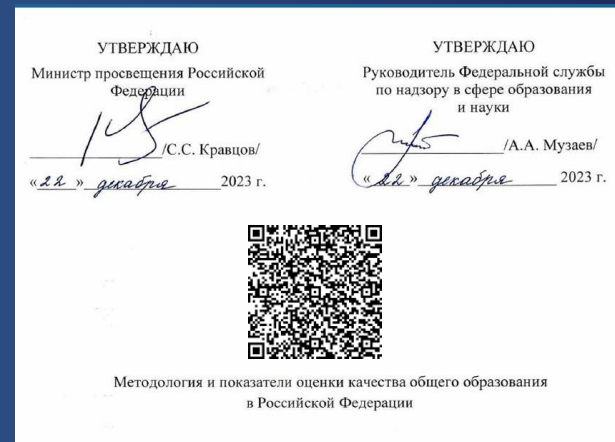 УТВЕРЖДАЮ
Министр просвещения Российской
Федерации
/С.С. Кравцов/
«22» декабря 2023 г.
УТВЕРЖДАЮ
Руководитель Федеральной службы
по надзору в сфере образования
и науки
/А.А. Музаев/
«22» декабря 2023 г.
Методология и показатели оценки качества общего образования
в Российской Федерации